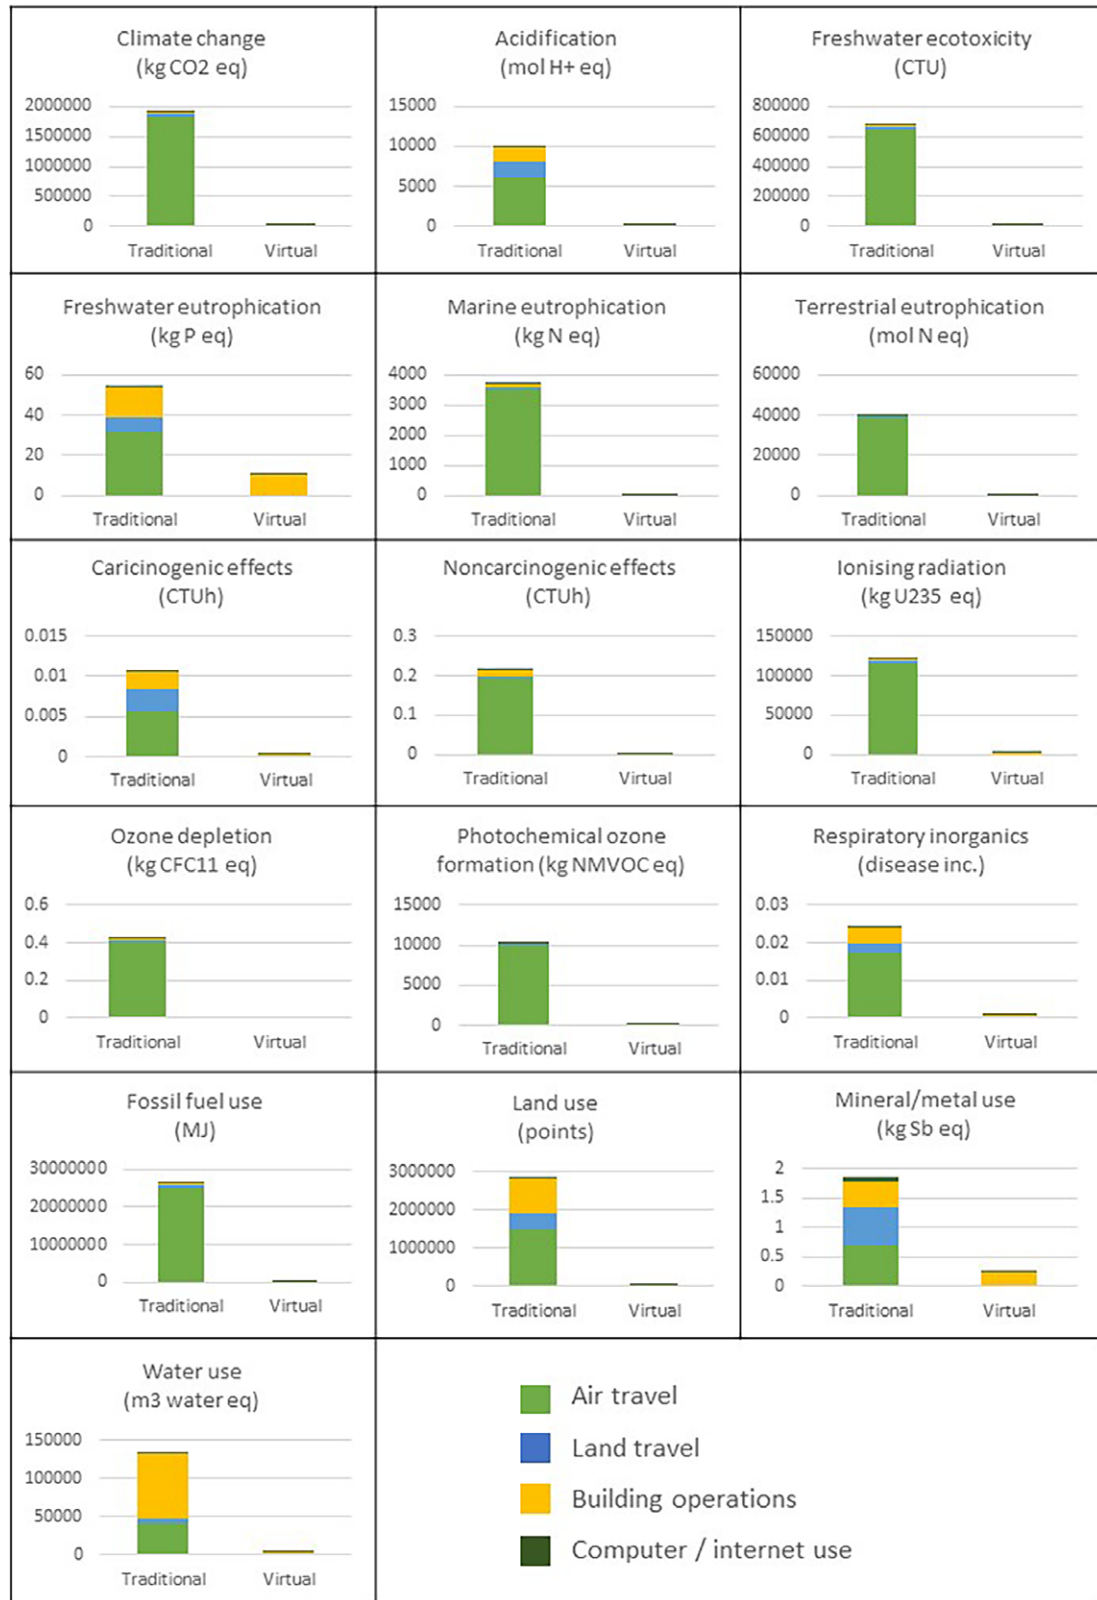 Climate change
(kg CO2 eq)
2000000
1500000
1000000
500000
0
Traditional Virtual
Acidification
(mol H+ eq)
15000
10000
5000
0
Traditional Virtual
Freshwater ecotoxicity
(CTU)
800000
600000
400000
200000
0
Traditional Virtual
Freshwater eutrophication
(kg P eq)
60
40
20
0
Traditional Virtual
Marine eutrophication
(kg N eq)
4000
3000
2000
1000
0
Traditional Virtual
Terrestrial eutrophication
(mol N eq)
60000
40000
20000
0
Traditional Virtual
Caricinogenic effects
(CTUh)
0.015
0.01
0.005
0
Traditional Virtual
Noncarcinogenic effects
(CTUh)
0.3
0.2
0.1
0
Traditional Virtual
Ionising radiation
(kg U235 eq)
150000
100000
50000
0
Traditional Virtual
Ozone depletion
(kg CFC11 eq)
0.6
0.4
0.2
0
Traditional Virtual
Photochemical ozone
formation (kg NMVOC eq)
15000
10000
5000
0
Traditional Virtual
Respiratory inorganics
(disease inc.)
0.03
0.02
0.01
0
Traditional Virtual
Fossil fuel use
(MJ)
30000000
20000000
10000000
0
Traditional Virtual
Land use
(points)
3000000
2000000
1000000
0
Traditional Virtual
Mineral/metal use
(kg Sb eq)
2
1.5
1
0.5
0
Traditional Virtual
Water use
(m3 water eq)
150000
100000
50000
0
Traditional Virtual
Air travel
Land travel
Building operations
Computer / internet use